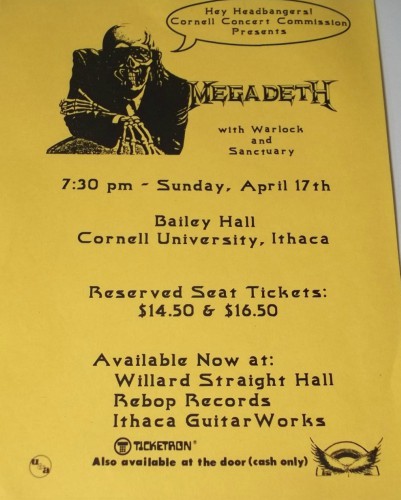 Hey Headbangers!
Cornell Concert Commission
Presents
MEGADETH
with Warlock
and
Sanctuary
7:30 pm - Sunday, April 17th
Bailey Hall
Cornell University, Ithaca
Reserved Seat Tickets:
$14.50 & $16.50
Available Now at:
Willard Straight Hall
Rebop Records
Ithaca GuitarWorks
TICKETRON®
Also available at the door (cash only)